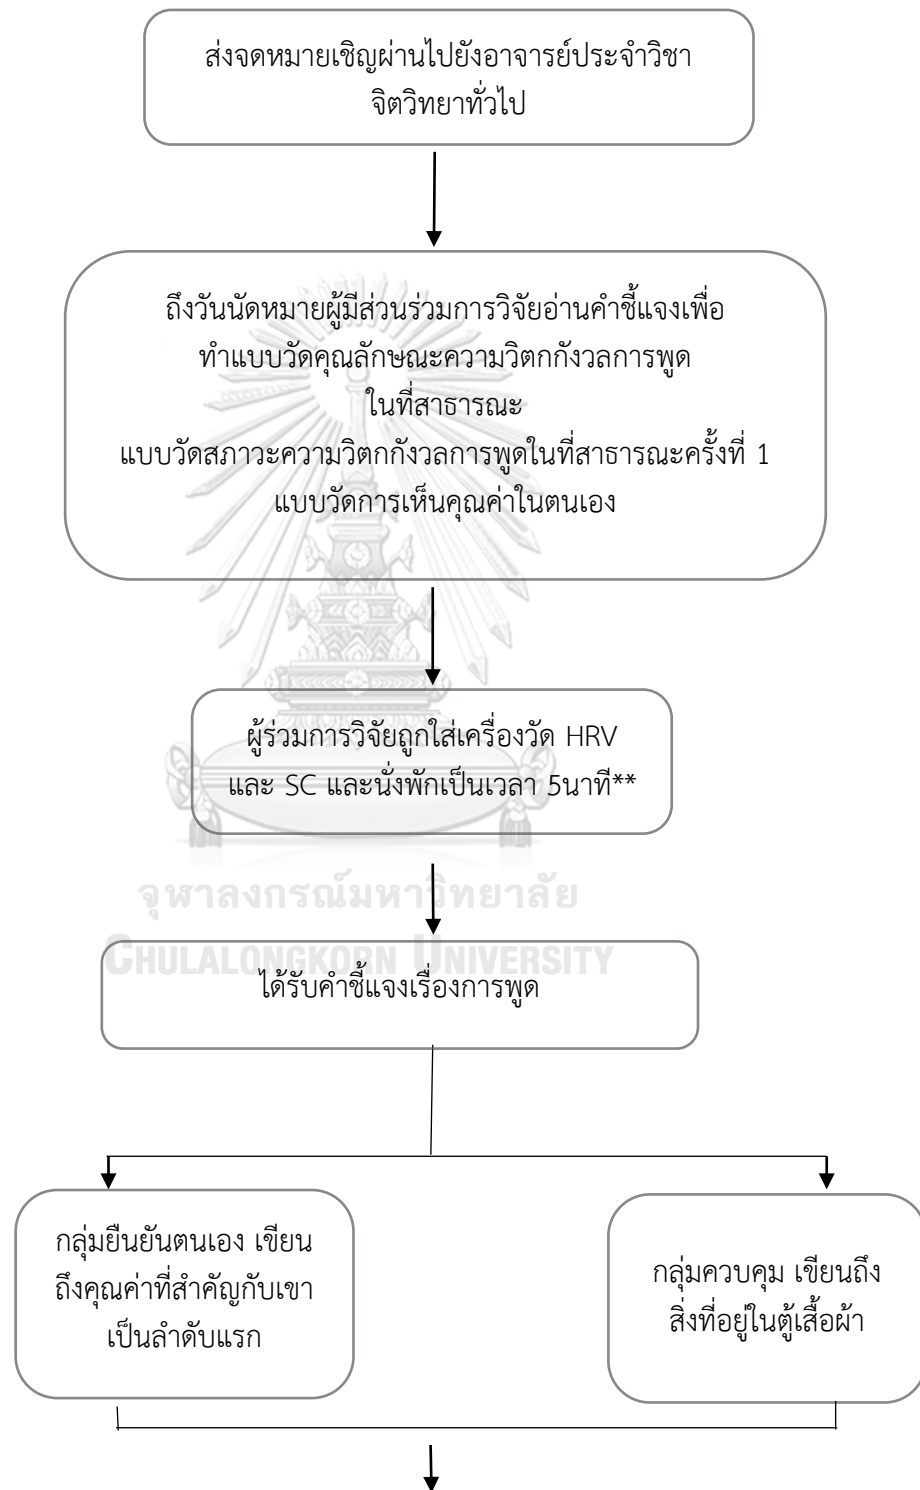 ส่งจดหมายเชิญผ่านไปยังอาจารย์ประจำวิชา
จิตวิทยาทั่วไป
ถึงวันนัดหมายผู้มีส่วนร่วมการวิจัยอ่านคำชี้แจงเพื่อ
ทำแบบวัดคุณลักษณะความวิตกกังวลการพูด
ในที่สาธารณะ
แบบวัดสภาวะความวิตกกังวลการพูดในที่สาธารณะครั้งที่ 1
แบบวัดการเห็นคุณค่าในตนเอง
ผู้ร่วมการวิจัยถูกใส่เครื่องวัด HRV
และ SC และนั่งพักเป็นเวลา 5นาที**
จุฬาลงกรณ์มหาวิทยาลัย
CHULALONGKORN UNIVERSITY
ได้รับคำชี้แจงเรื่องการพูด
กลุ่มยืนยันตนเอง เขียน
ถึงคุณค่าที่สำคัญกับเขา
เป็นลำดับแรก
กลุ่มควบคุม เขียนถึง
สิ่งที่อยู่ในตู้เสื้อผ้า